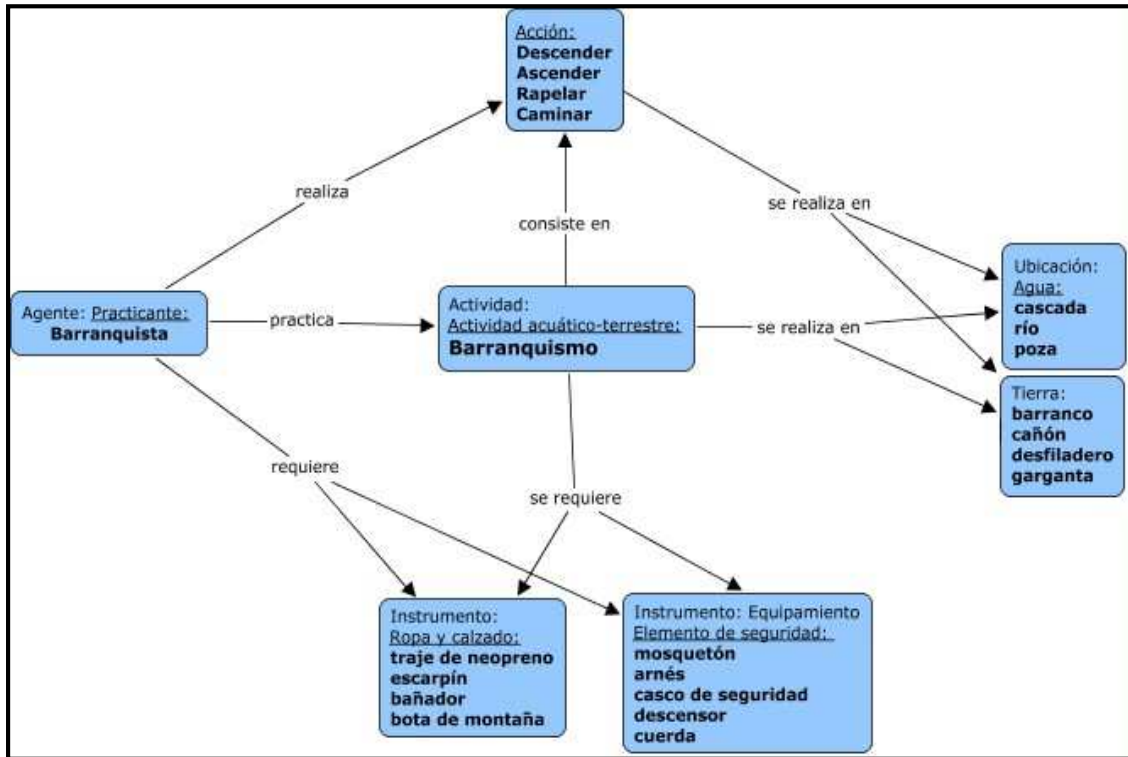 Acción:
Descender
Ascender
Rapelar
Caminar
realiza
se realiza en
consiste en
Ubicación:
Agua:
cascada
río
poza
Agente: Practicante:
Barranquista
practica
Actividad:
Actividad acuático-terrestre:
Barranquismo
se realiza en
Tierra:
barranco
cañón
desfiladero
garganta
requiere
se requiere
Instrumento:
Ropa y calzado:
traje de neopreno
escarpín
bañador
bota de montaña
Instrumento: Equipamiento
Elemento de seguridad:
mosquetón
arnés
casco de seguridad
descensor
cuerda